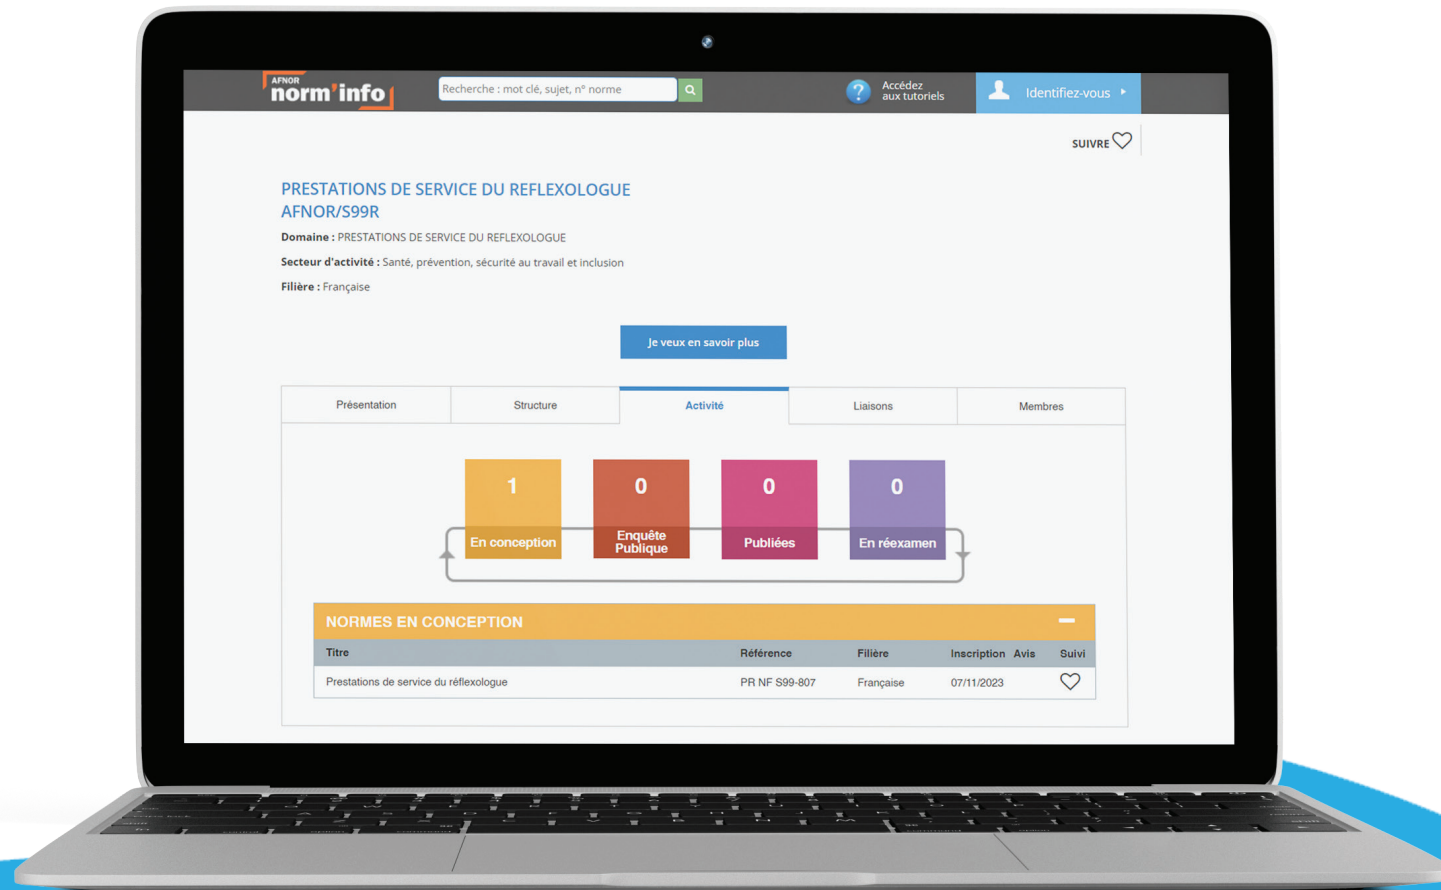 AFNOR
norm'info
Recherche : mot clé, sujet, n° norme
Accédez
aux tutoriels
Identifiez-vous
SUIVRE
PRESTATIONS DE SERVICE DU REFLEXOLOGUE
AFNOR/S99R
Domaine : PRESTATIONS DE SERVICE DU REFLEXOLOGUE
Secteur d'activité : Santé, prévention, sécurité au travail et inclusion
Filière : Française
Je veux en savoir plus
Présentation Structure Activité Liaisons Membres
1 0 0 0
En conception Enquête Publique Publiées En réexamen
NORMES EN CONCEPTION
Titre Référence Filière Inscription Avis Suivi
Prestations de service du réflexologue PR NF S99-807 Française 07/11/2023